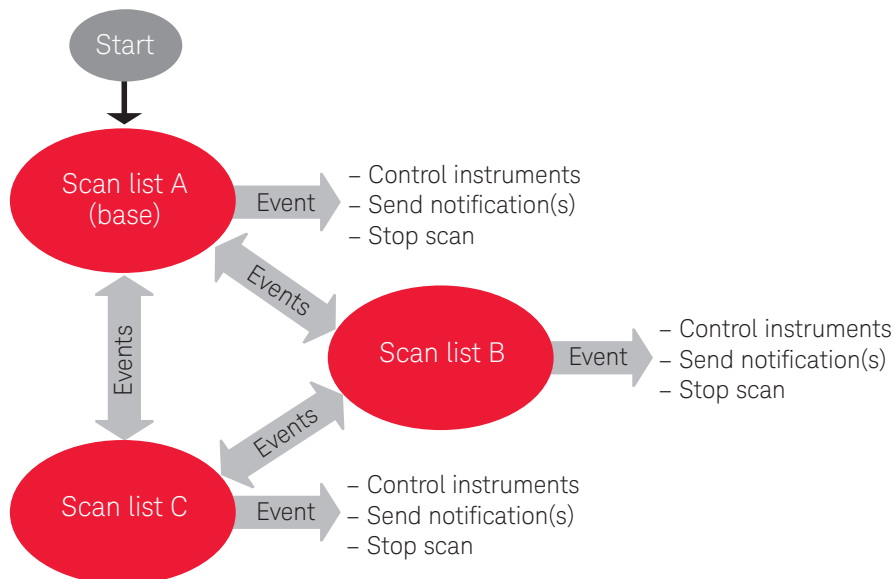 Start
Scan list A
(base)
Event
– Control instruments
– Send notification(s)
– Stop scan
Events
Events
Scan list B
Event
– Control instruments
– Send notification(s)
– Stop scan
Events
Scan list C
Event
– Control instruments
– Send notification(s)
– Stop scan